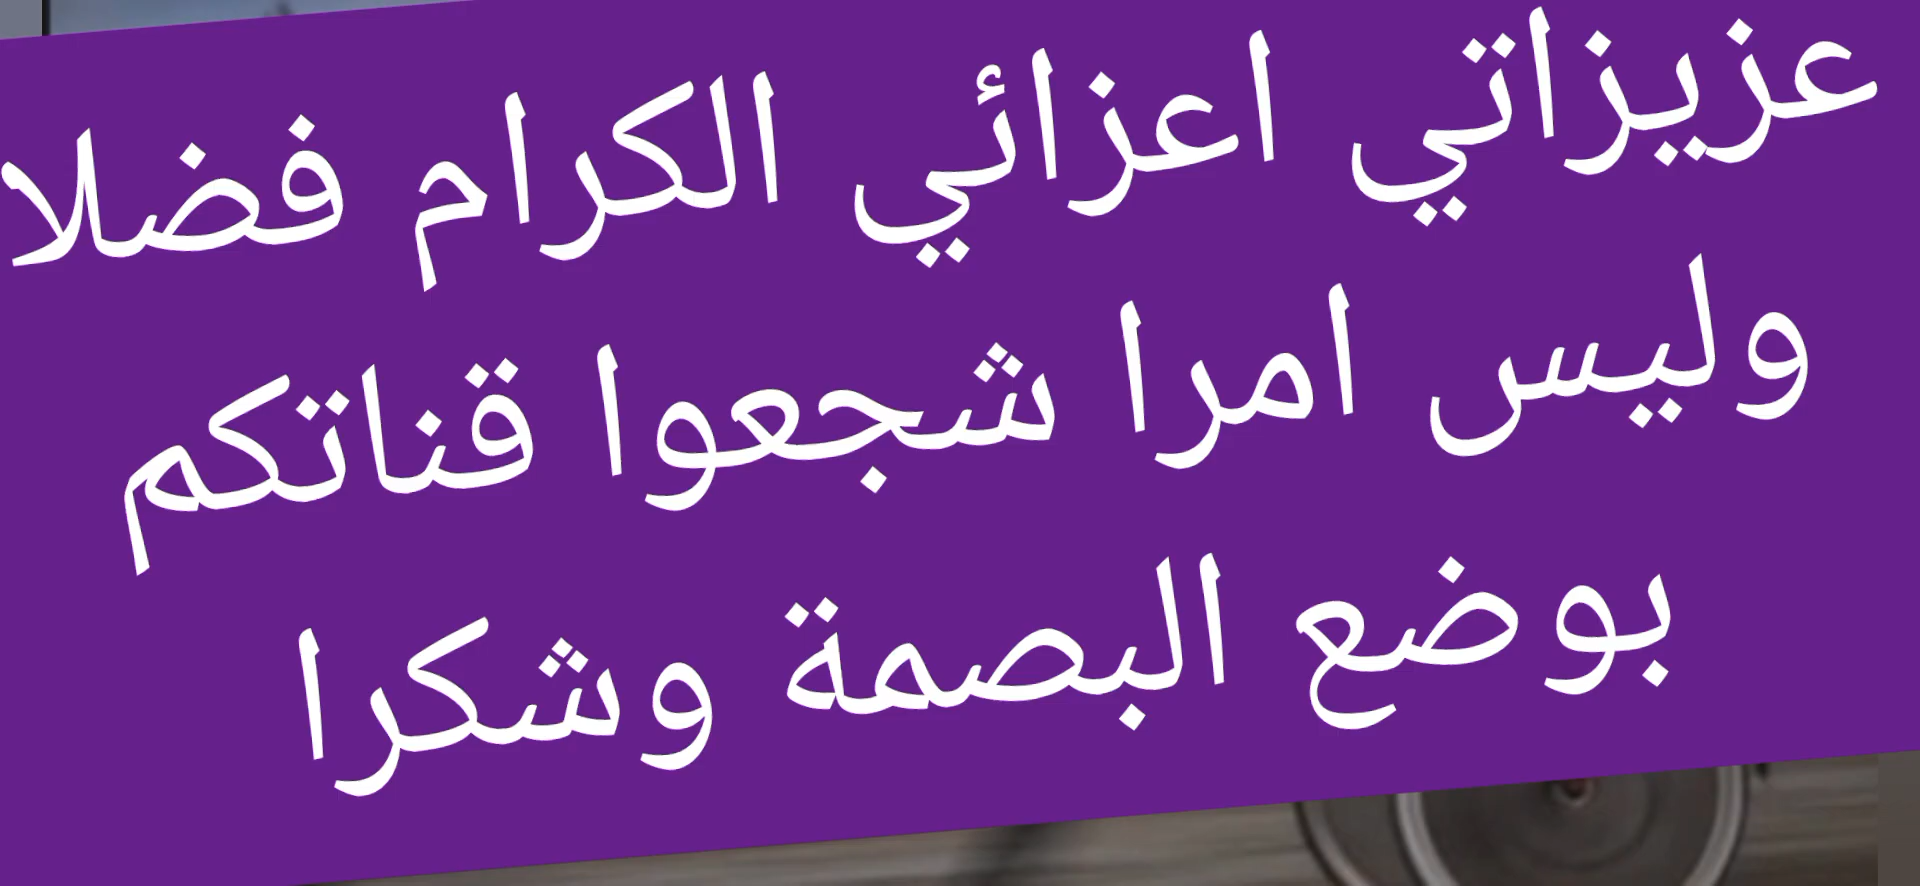 عزيزاتي اعزائي الكرام فضلا
وليس امرا شجعوا قناتكم
بوضع البصمة وشكرا